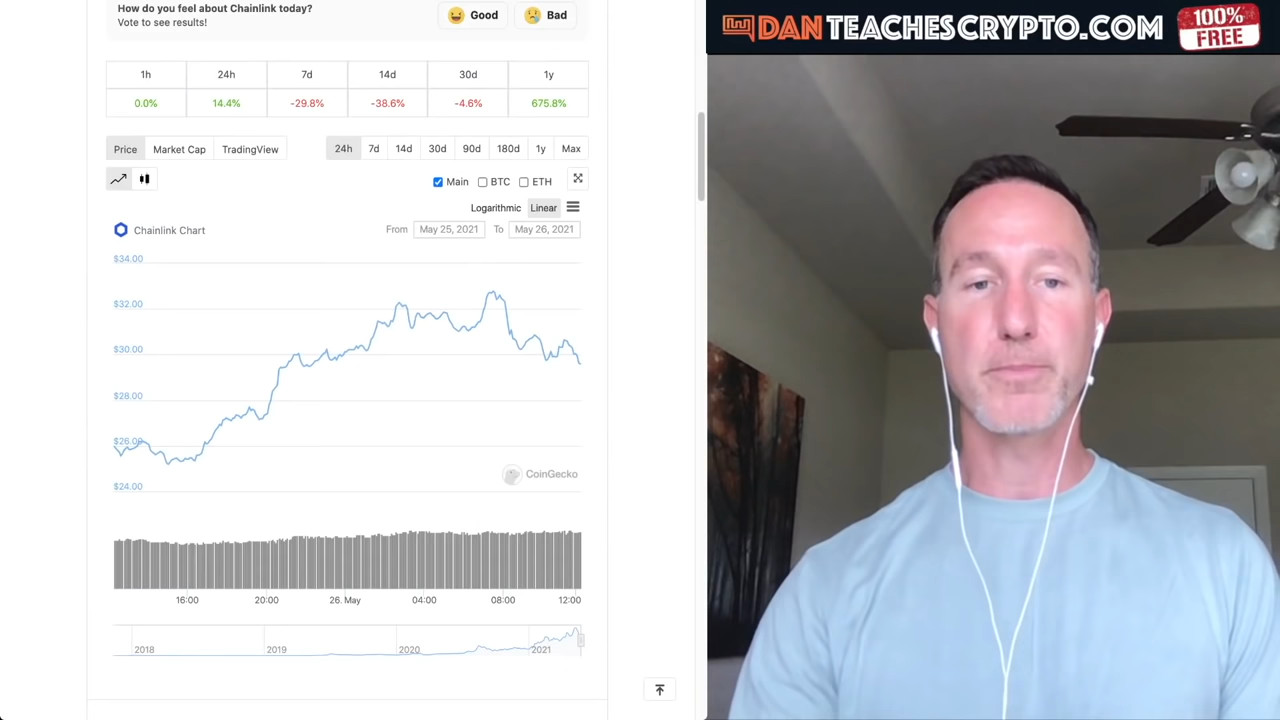 How do you feel about Chainlink today?
Vote to see results!
Good
Bad
1h 24h 7d 14d 30d 1y
0.0% 14.4% -29.8% -38.6% -4.6% 675.8%
Price Market Cap TradingView
24h 7d 14d 30d 90d 180d 1y Max
Main BTC ETH
Logarithmic Linear
Chainlink Chart
From May 25, 2021 To May 26, 2021
$34.00
$32.00
$30.00
$28.00
$26.00
$24.00
CoinGecko
16:00 20:00 26. May 04:00 08:00 12:00
2018 2019 2020 2021
DANTEACHESCRYPTO.COM
100%
FREE